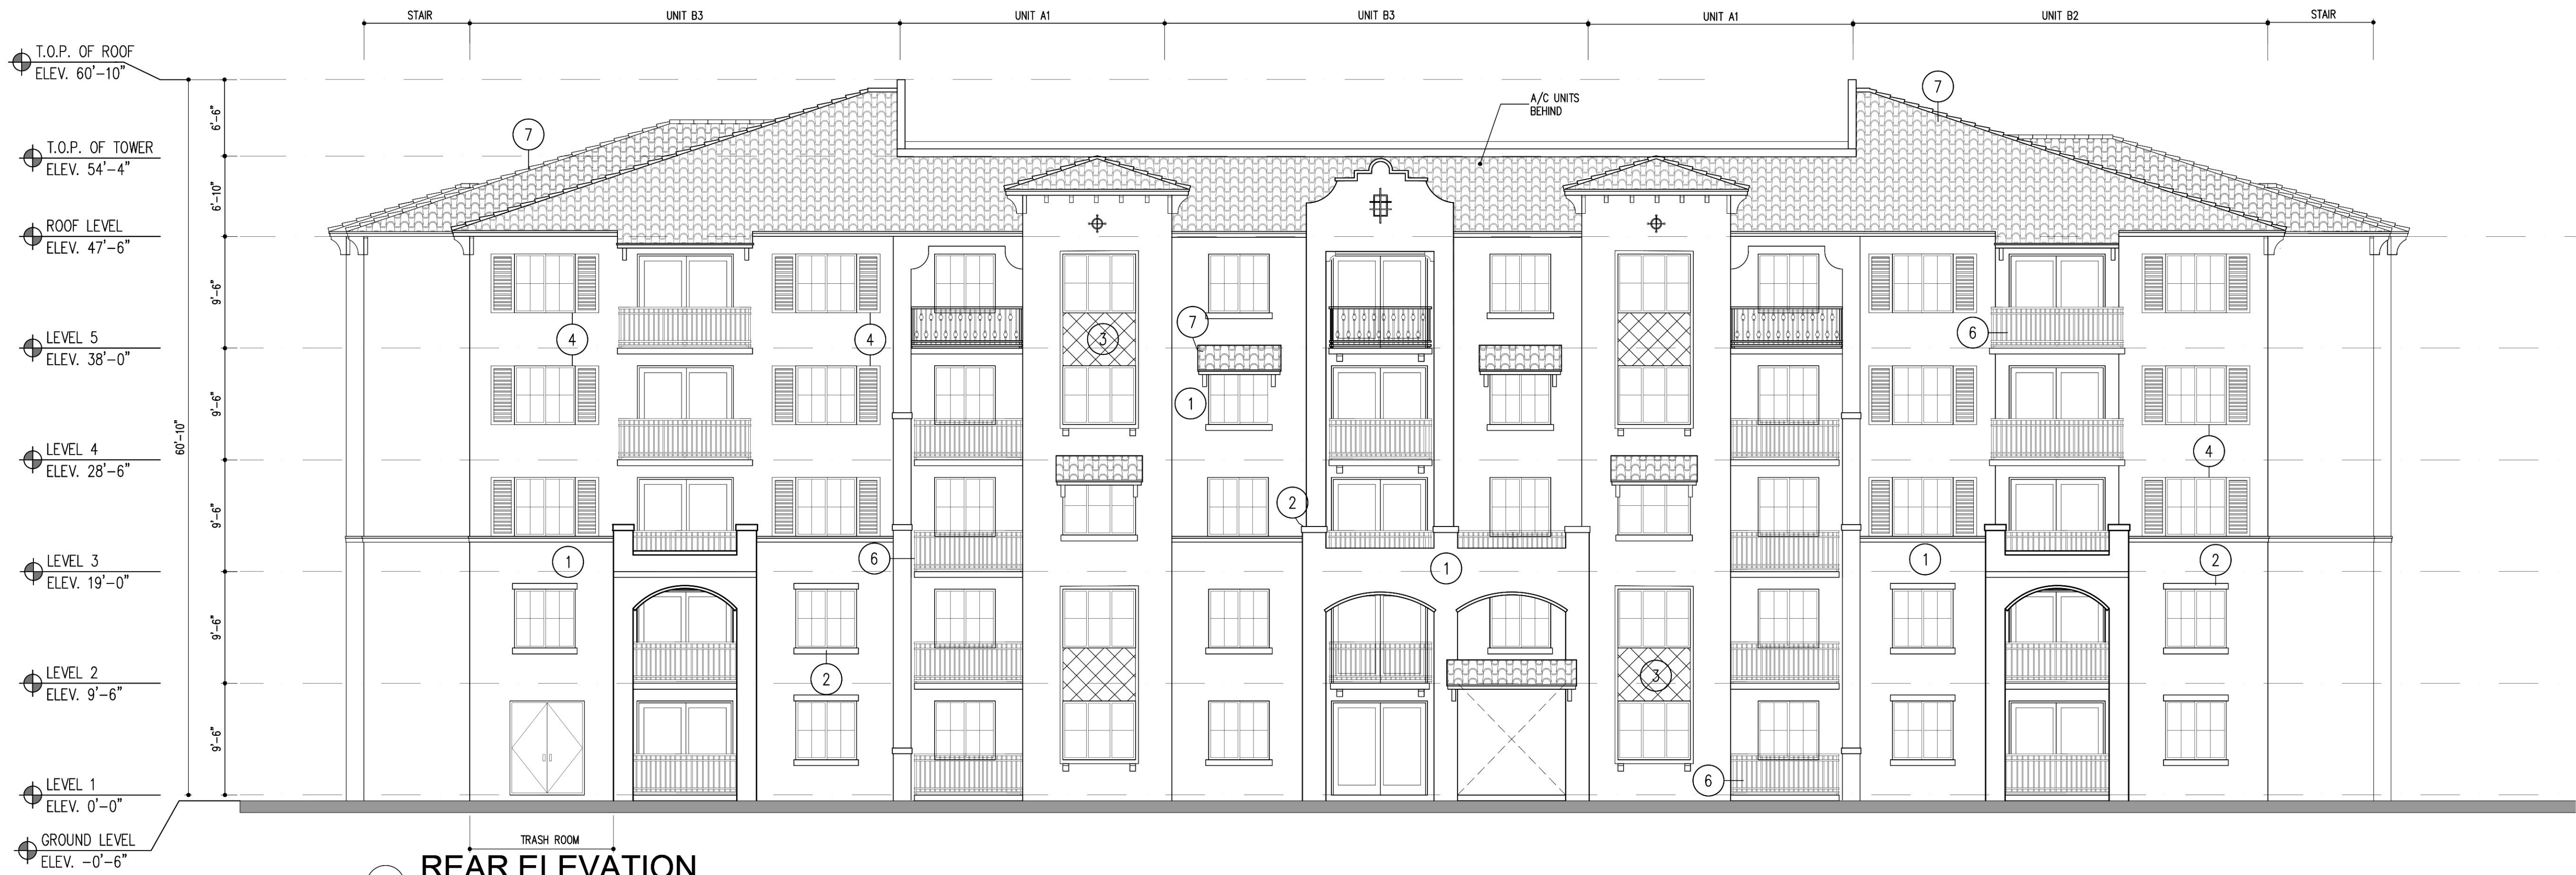 STAIR
UNIT B3
UNIT A1
UNIT B3
UNIT A1
UNIT B2
STAIR
T.O.P. OF ROOF
ELEV. 60'-10"
T.O.P. OF TOWER
ELEV. 54'-4"
ROOF LEVEL
ELEV. 47'-6"
LEVEL 5
ELEV. 38'-0"
LEVEL 4
ELEV. 28'-6"
LEVEL 3
ELEV. 19'-0"
LEVEL 2
ELEV. 9'-6"
LEVEL 1
ELEV. 0'-0"
GROUND LEVEL
ELEV. -0'-6"
60'-10"
6'-6"
6'-10"
9'-6"
9'-6"
9'-6"
9'-6"
9'-6"
A/C UNITS
BEHIND
7
7
4
4
3
7
1
6
4
2
1
6
1
1
2
2
3
6
TRASH ROOM
REAR ELEVATION